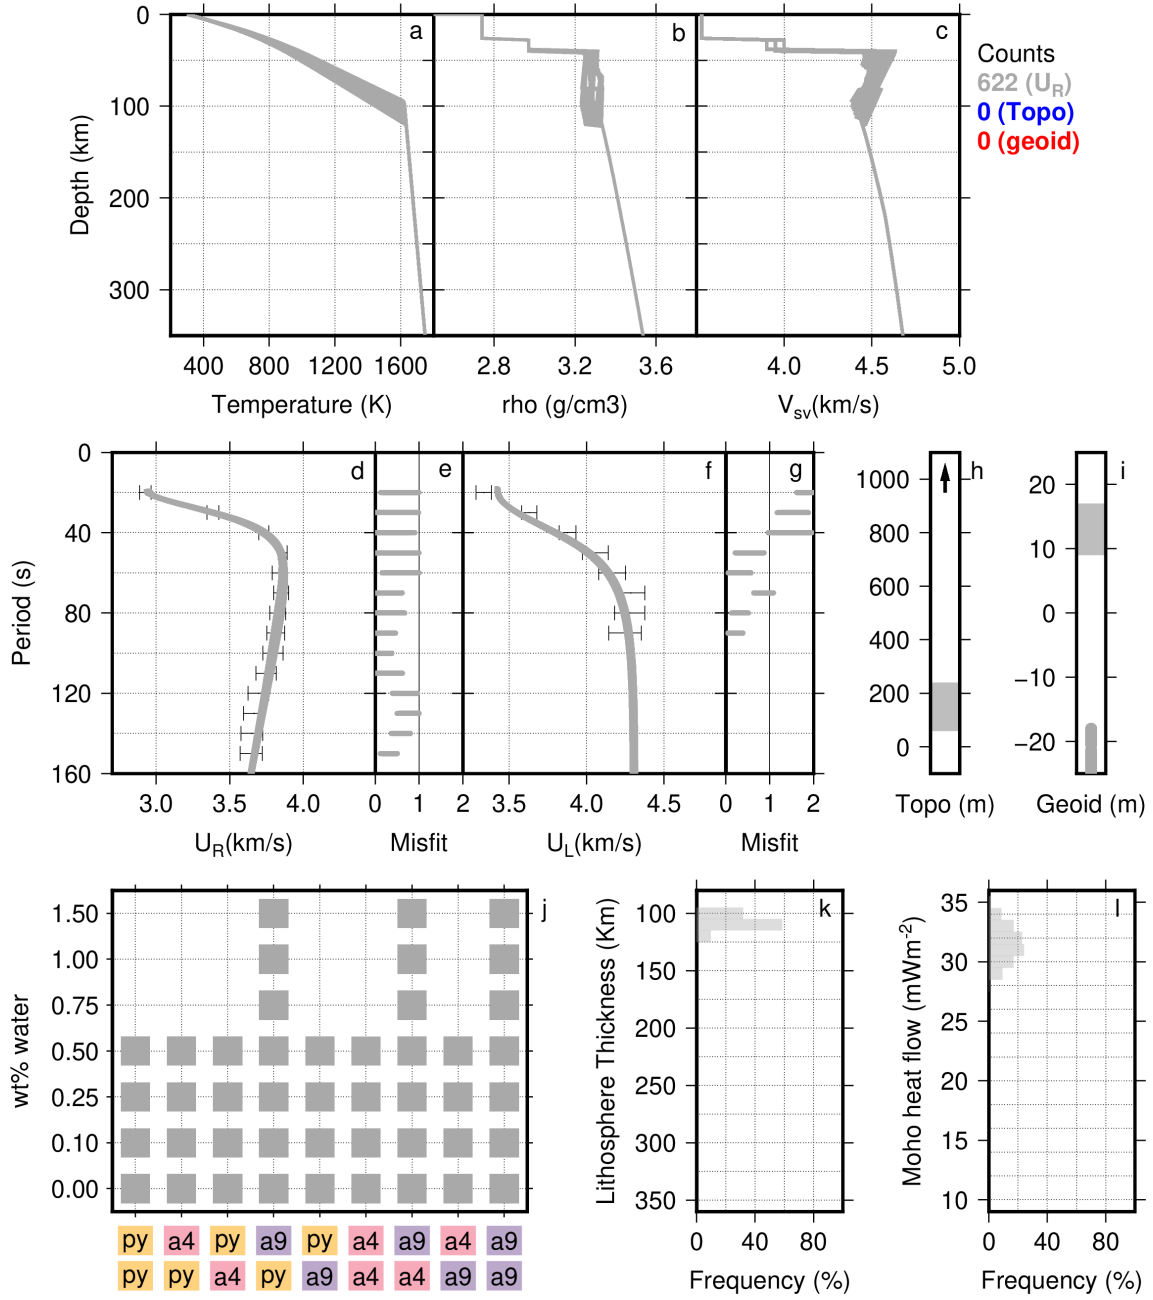 0
100
200
300
Depth (km)
a
b
c
Counts
622 (UR)
0 (Topo)
0 (geoid)
400 800 1200 1600
2.8 3.2 3.6
4.0 4.5 5.0
Temperature (K)
rho (g/cm3)
Vsv(km/s)
0
40
80
120
160
Period (s)
d
e
f
g
3.0 3.5 4.0
0 1 2
3.5 4.0 4.5
0 1 2
UR(km/s)
Misfit
UL(km/s)
Misfit
1000
800
600
400
200
0
h
Topo (m)
20
10
0
−10
−20
i
Geoid (m)
1.50
1.00
0.75
0.50
0.25
0.10
0.00
wt% water
j
py a4 py a9 py a4 a9 a4 a9
py py a4 py a9 a4 a4 a9 a9
100
150
200
250
300
350
Lithosphere Thickness (Km)
k
0 40 80
Frequency (%)
35
30
25
20
15
10
Moho heat flow (mWm-2)
l
0 40 80
Frequency (%)